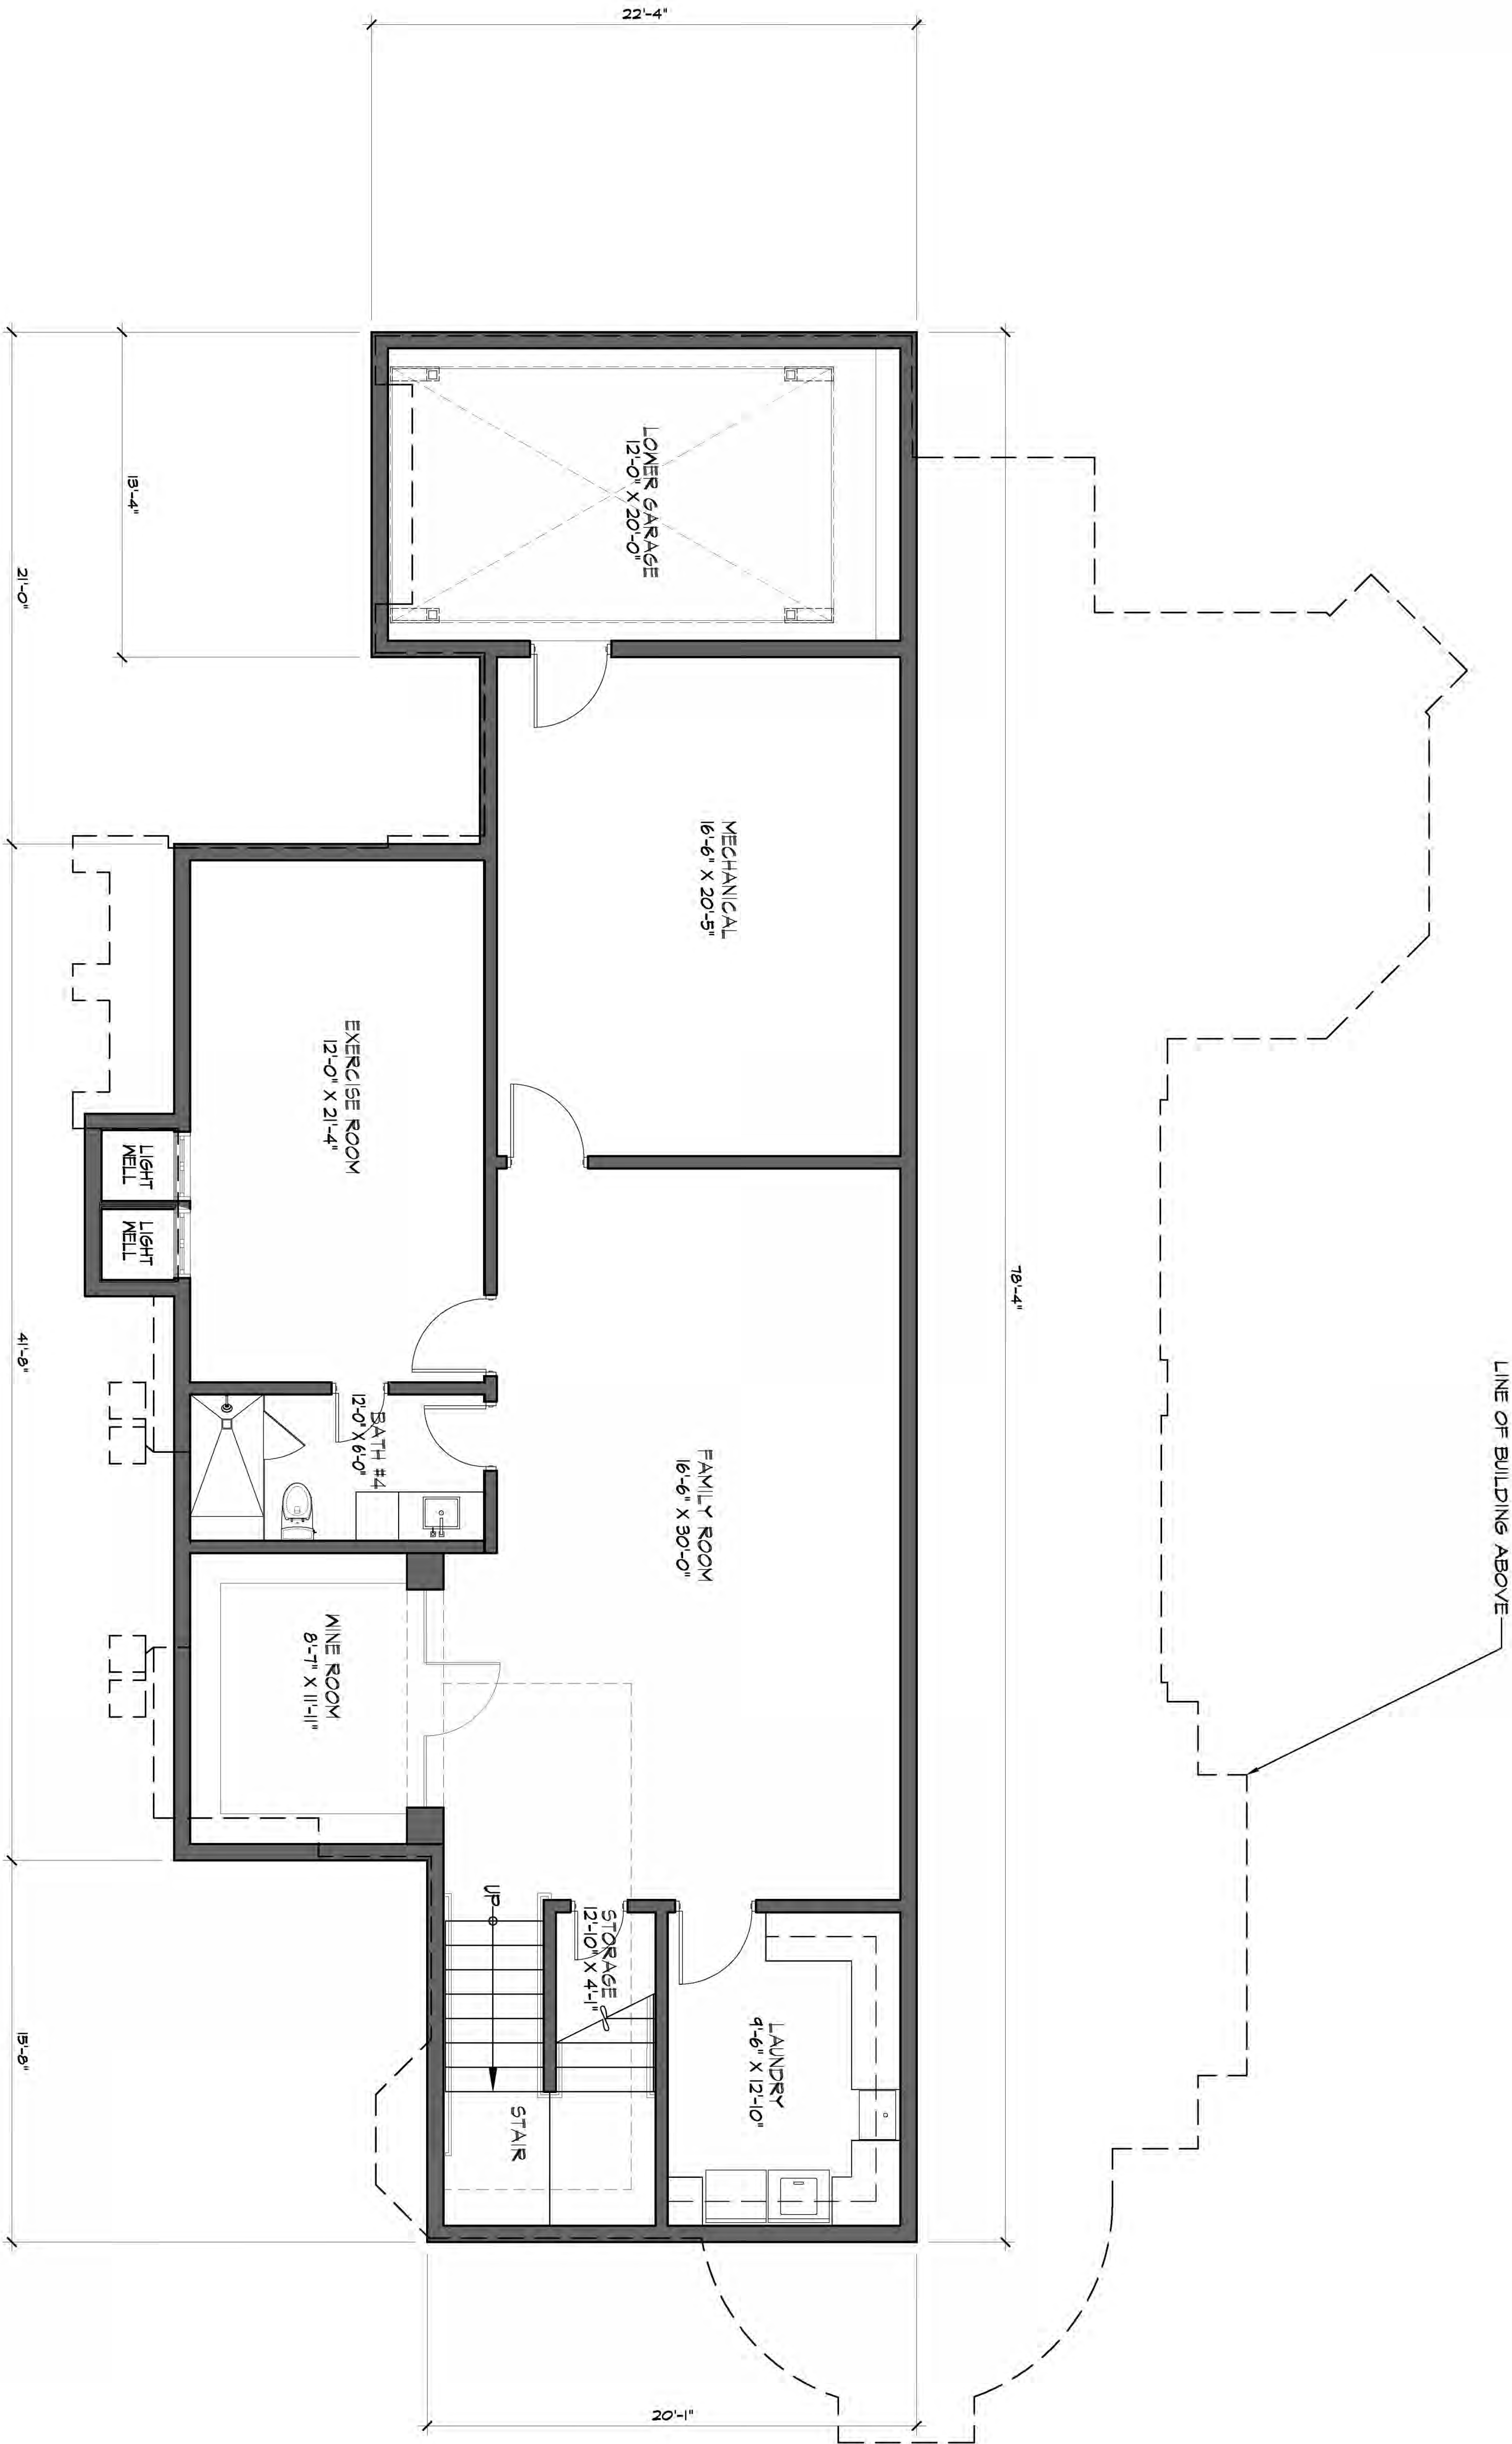 22'-4"
LOWER GARAGE
12'-0" X 20'-0"
13'-4"
21'-0"
MECHANICAL
16'-6" X 20'-5"
EXERCISE ROOM
12'-0" X 21'-4"
LIGHT
WELL
LIGHT
WELL
78'-4"
41'-8"
LINE OF BUILDING ABOVE
BATH #4
12'-0" X 6'-0"
FAMILY ROOM
16'-6" X 30'-0"
WINE ROOM
8'-7" X 11'-11"
UP
STORAGE
12'-10" X 4'-1"
LAUNDRY
9'-6" X 12'-10"
STAIR
15'-8"
20'-1"